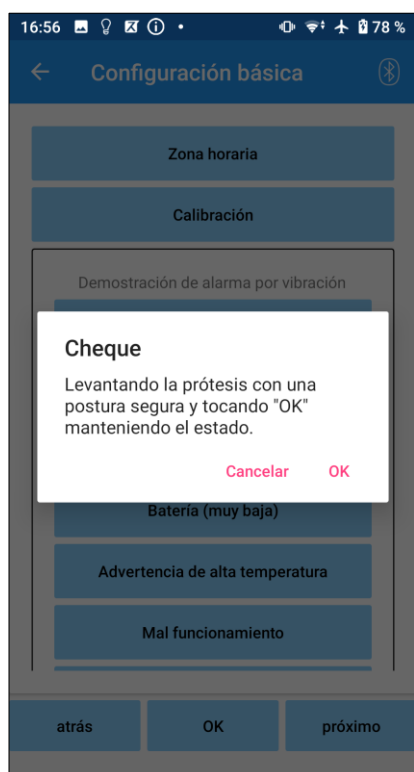 16:56
78 %
Configuración básica
Zona horaria
Calibración
Demostración de alarma por vibración
Cheque
Levantando la prótesis con una
postura segura y tocando "OK"
manteniendo el estado.
Cancelar OK
Batería (muy baja)
Advertencia de alta temperatura
Mal funcionamiento
atrás OK próximo